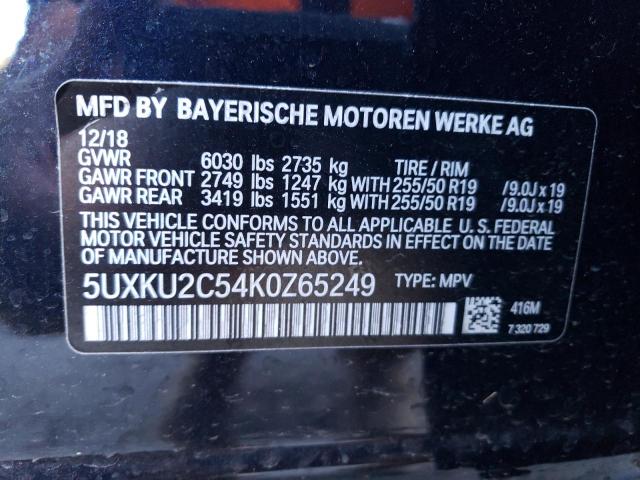 MFD BY BAYERISCHE MOTOREN WERKE AG
12/18
GVWR 6030 lbs 2735 kg TIRE / RIM
GAWR FRONT 2749 lbs 1247 kg WITH 255/50 R19 /9.0J x 19
GAWR REAR 3419 lbs 1551 kg WITH 255/50 R19 /9.0J x 19
THIS VEHICLE CONFORMS TO ALL APPLICABLE U. S. FEDERAL
MOTOR VEHICLE SAFETY STANDARDS IN EFFECT ON THE DATE
OF MANUFACTURE SHOWN ABOVE.
5UXKU2C54K0Z65249 TYPE: MPV
416M
7 320 729